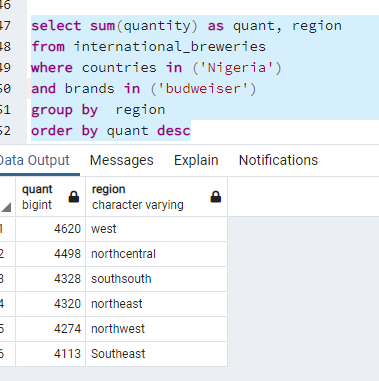 46
47 select sum(quantity) as quant, region
48 from international_breweries
49 where countries in ('Nigeria')
50 and brands in ('budweiser')
51 group by  region
52 order by quant desc
Data Output Messages Explain Notifications
quant region
bigint character varying
1 4620 west
2 4498 northcentral
3 4328 southsouth
4 4320 northeast
5 4274 northwest
6 4113 Southeast